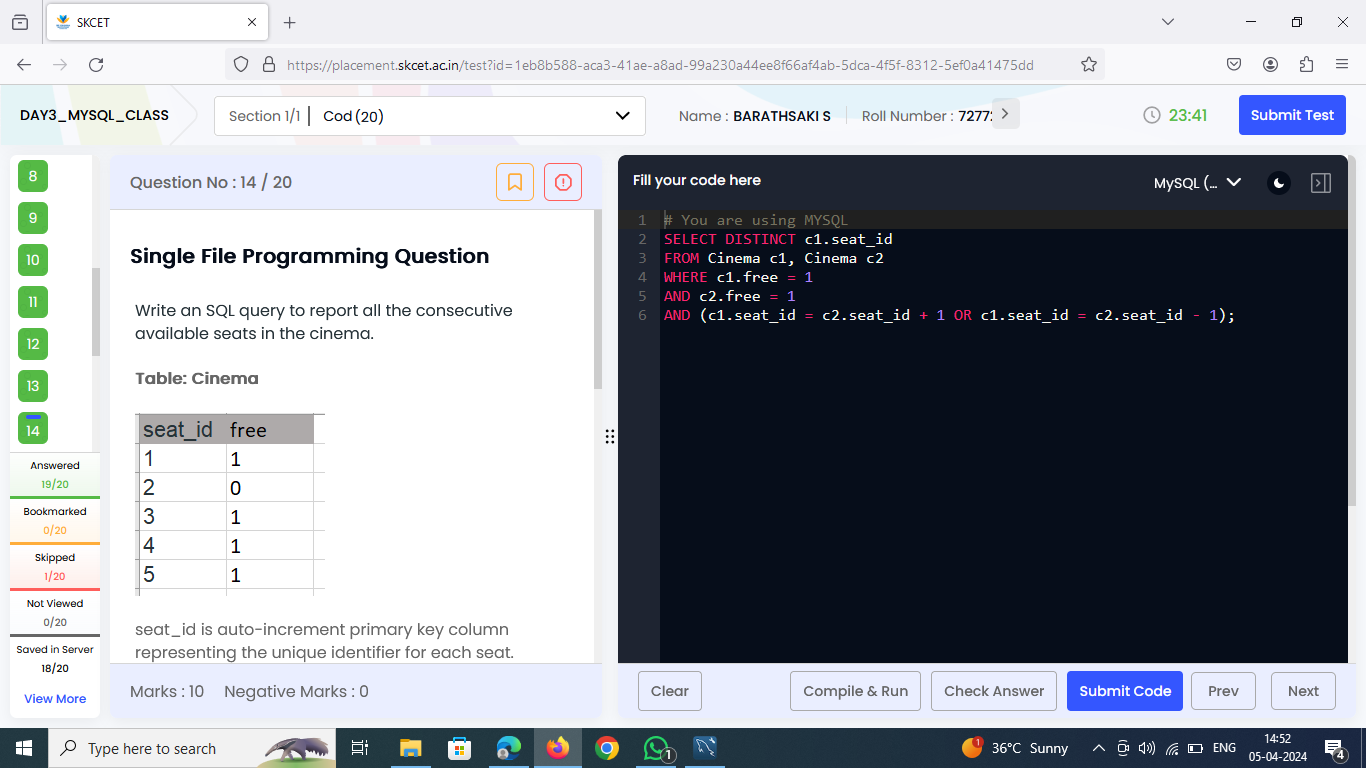 SKCET
https://placement.skcet.ac.in/test?id=1eb8b588-aca3-41ae-a8ad-99a230a44ee8f66af4ab-5dca-4f5f-8312-5ef0a41475dd
DAY3_MYSQL_CLASS
Section 1/1 | Cod (20)
Name : BARATHSAKI S
Roll Number : 7277
23:41
Submit Test
8
9
10
11
12
13
14
Answered
19/20
Bookmarked
0/20
Skipped
1/20
Not Viewed
0/20
Saved in Server
18/20
View More
Question No : 14 / 20
Single File Programming Question
Write an SQL query to report all the consecutive
available seats in the cinema.
Table: Cinema
seat_id free
1 1
2 0
3 1
4 1
5 1
seat_id is auto-increment primary key column
representing the unique identifier for each seat.
Marks : 10 Negative Marks : 0
Fill your code here
MySQL (...
1 # You are using MYSQL
2 SELECT DISTINCT c1.seat_id
3 FROM Cinema c1, Cinema c2
4 WHERE c1.free = 1
5 AND c2.free = 1
6 AND (c1.seat_id = c2.seat_id + 1 OR c1.seat_id = c2.seat_id - 1);
Clear
Compile & Run
Check Answer
Submit Code
Prev
Next
Type here to search
1
1
36°C Sunny
ENG
14:52
05-04-2024
4